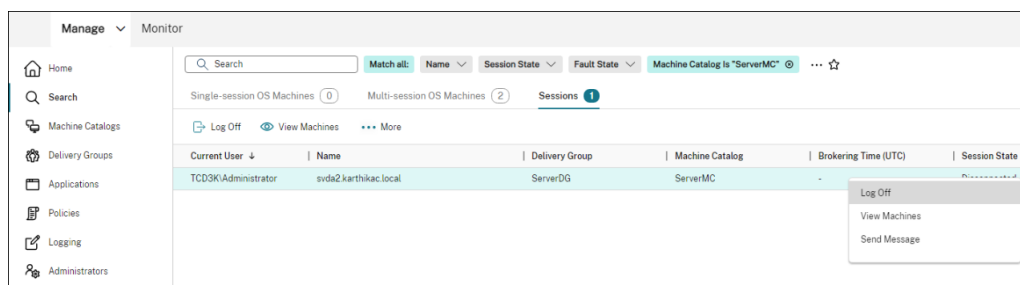 Manage Monitor
Home
Search
Machine Catalogs
Delivery Groups
Applications
Policies
Logging
Administrators
Search Match all: Name Session State Fault State Machine Catalog Is "ServerMC"
Single-session OS Machines 0 Multi-session OS Machines 2 Sessions 1
Log Off View Machines ••• More
Current User ↓ Name Delivery Group Machine Catalog Brokering Time (UTC) Session State
TCD3K\Administrator svda2.karthikac.local ServerDG ServerMC - Disconnected
Log Off
View Machines
Send Message